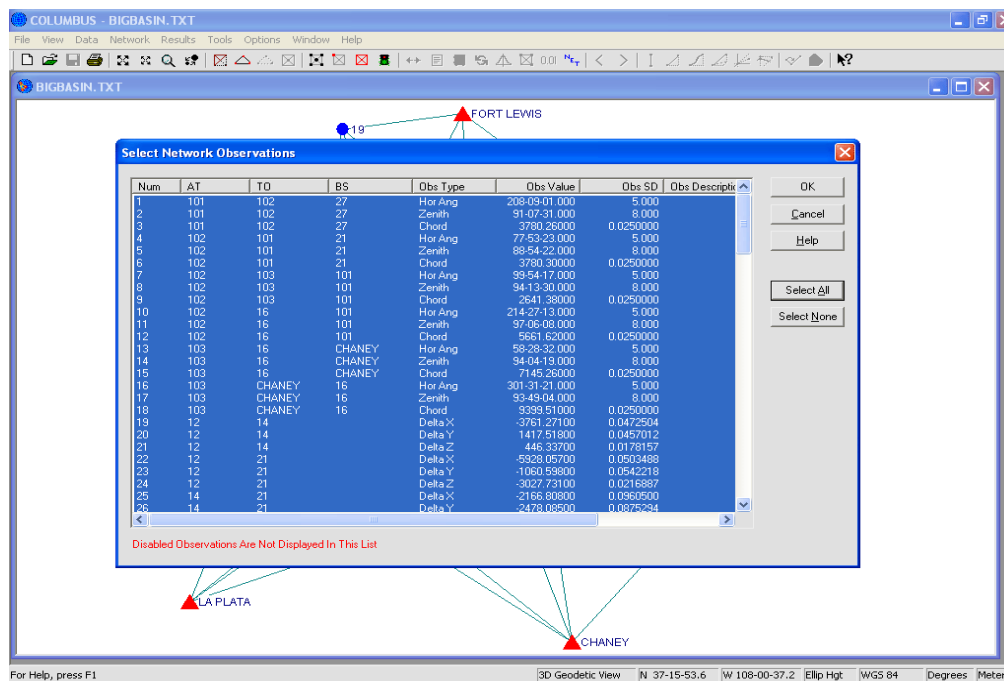 COLUMBUS - BIGBASIN.TXT
File View Data Network Results Tools Options Window Help
BIGBASIN.TXT
FORT LEWIS
19
Select Network Observations
Num AT TO BS Obs Type Obs Value Obs SD Obs Descriptic
1 101 102 27 Hor Ang 208-09-01.000 5.000
2 101 102 27 Zenith 91-07-31.000 8.000
3 101 102 27 Chord 3780.26000 0.0250000
4 102 101 21 Hor Ang 77-53-23.000 5.000
5 102 101 21 Zenith 88-54-22.000 8.000
6 102 101 21 Chord 3780.30000 0.0250000
7 102 103 101 Hor Ang 99-54-17.000 5.000
8 102 103 101 Zenith 94-13-30.000 8.000
9 102 103 101 Chord 2641.38000 0.0250000
10 102 16 101 Hor Ang 214-27-13.000 5.000
11 102 16 101 Zenith 97-06-08.000 8.000
12 102 16 101 Chord 5661.62000 0.0250000
13 103 16 CHANEY Hor Ang 58-28-32.000 5.000
14 103 16 CHANEY Zenith 94-04-19.000 8.000
15 103 16 CHANEY Chord 7145.26000 0.0250000
16 103 CHANEY 16 Hor Ang 301-31-21.000 5.000
17 103 CHANEY 16 Zenith 93-49-04.000 8.000
18 103 CHANEY 16 Chord 9399.51000 0.0250000
19 12 14 Delta X -3761.27100 0.0472504
20 12 14 Delta Y 1417.51800 0.0457012
21 12 14 Delta Z 446.33700 0.0178157
22 12 21 Delta X -5928.05700 0.0503488
23 12 21 Delta Y -1060.59800 0.0542218
24 12 21 Delta Z -3027.73100 0.0216887
25 14 21 Delta X -2166.80800 0.0960500
26 14 21 Delta Y -2478.08500 0.0875294
OK
Cancel
Help
Select All
Select None
Disabled Observations Are Not Displayed In This List
LA PLATA
CHANEY
For Help, press F1 3D Geodetic View N 37-15-53.6 W 108-00-37.2 Ellip Hgt WGS 84 Degrees Meter